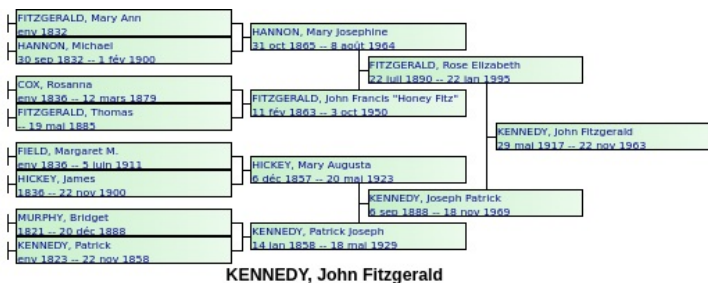 FITZGERALD, Mary Ann
env 1832
HANNON, Michael
30 sep 1832 -- 1 fév 1900
COX, Rosanna
env 1836 -- 12 mars 1879
FITZGERALD, Thomas
-- 19 mai 1885
FIELD, Margaret M.
env 1836 -- 5 juin 1911
HICKEY, James
1836 -- 22 nov 1900
MURPHY, Bridget
1821 -- 20 déc 1888
KENNEDY, Patrick
env 1823 -- 22 nov 1858
HANNON, Mary Josephine
31 oct 1865 -- 8 août 1964
FITZGERALD, John Francis "Honey Fitz"
11 fév 1863 -- 3 oct 1950
HICKEY, Mary Augusta
6 déc 1857 -- 20 mai 1923
KENNEDY, Patrick Joseph
14 jan 1858 -- 18 mai 1929
FITZGERALD, Rose Elizabeth
22 juil 1890 -- 22 jan 1995
KENNEDY, Joseph Patrick
6 sep 1888 -- 18 nov 1969
KENNEDY, John Fitzgerald
29 mai 1917 -- 22 nov 1963
KENNEDY, John Fitzgerald